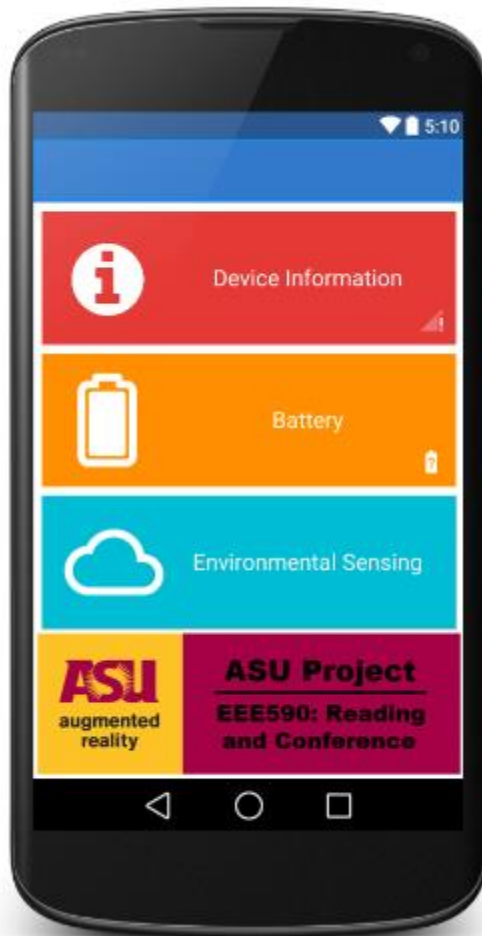 5:10
Device Information
Battery
Environmental Sensing
ASU
augmented
reality
ASU Project
EEE590: Reading
and Conference